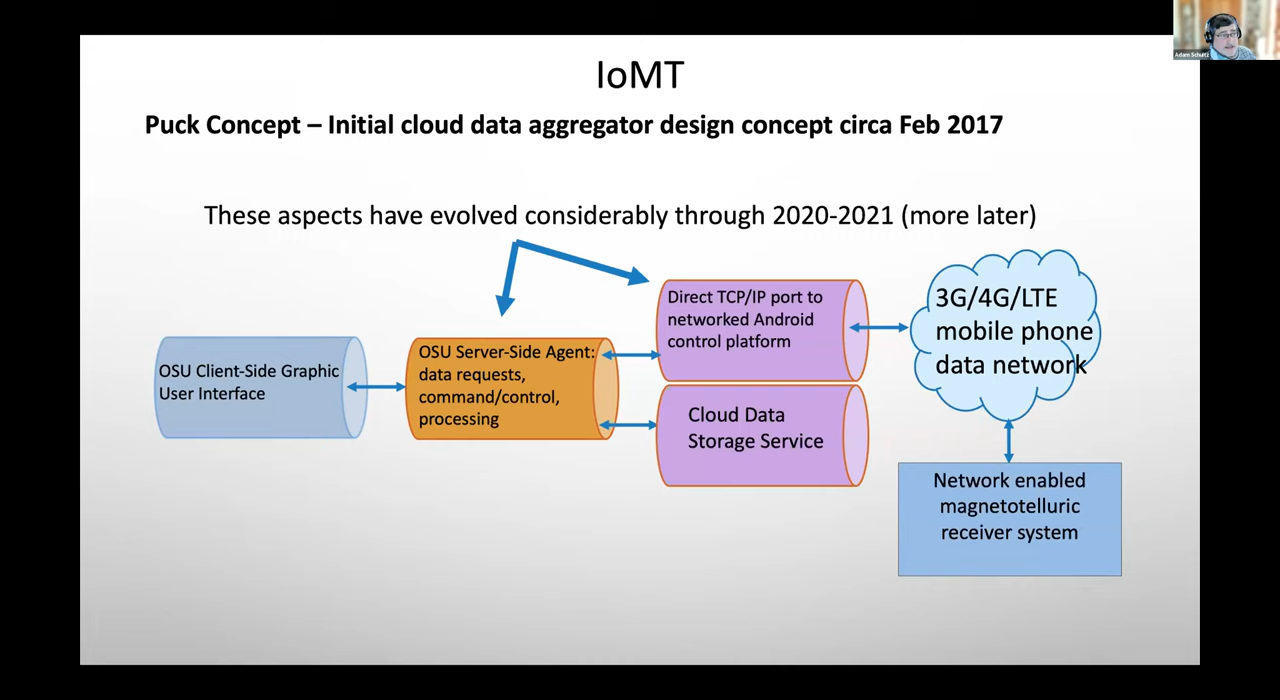 IoMT
Puck Concept – Initial cloud data aggregator design concept circa Feb 2017
These aspects have evolved considerably through 2020-2021 (more later)
OSU Client-Side Graphic
User Interface
OSU Server-Side Agent:
data requests,
command/control,
processing
Direct TCP/IP port to
networked Android
control platform
Cloud Data
Storage Service
3G/4G/LTE
mobile phone
data network
Network enabled
magnetotelluric
receiver system
Adam Schultz